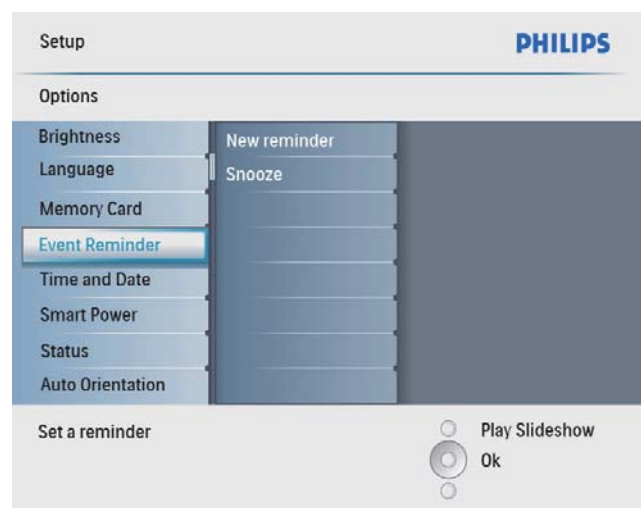 Setup
PHILIPS
Options
Brightness
Language
Memory Card
Event Reminder
Time and Date
Smart Power
Status
Auto Orientation
New reminder
Snooze
Set a reminder
Play Slideshow
Ok